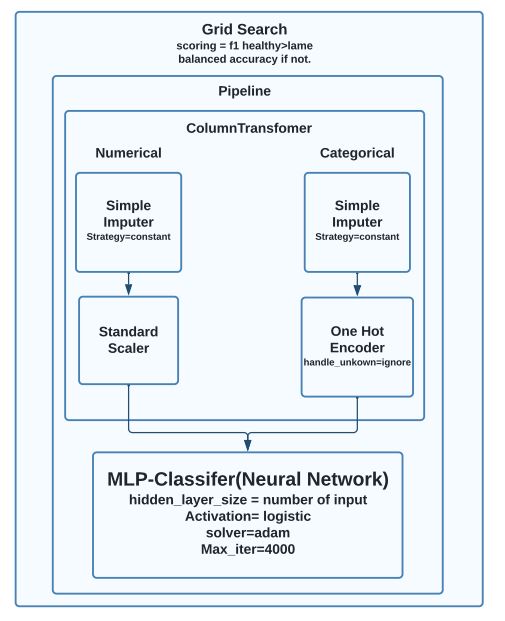 Grid Search
scoring = f1 healthy>lame
balanced accuracy if not.
Pipeline
ColumnTransfomer
Numerical
Categorical
Simple
Imputer
Strategy=constant
Simple
Imputer
Strategy=constant
Standard
Scaler
One Hot
Encoder
handle_unkown=ignore
MLP-Classifer(Neural Network)
hidden_layer_size = number of input
Activation= logistic
solver=adam
Max_iter=4000